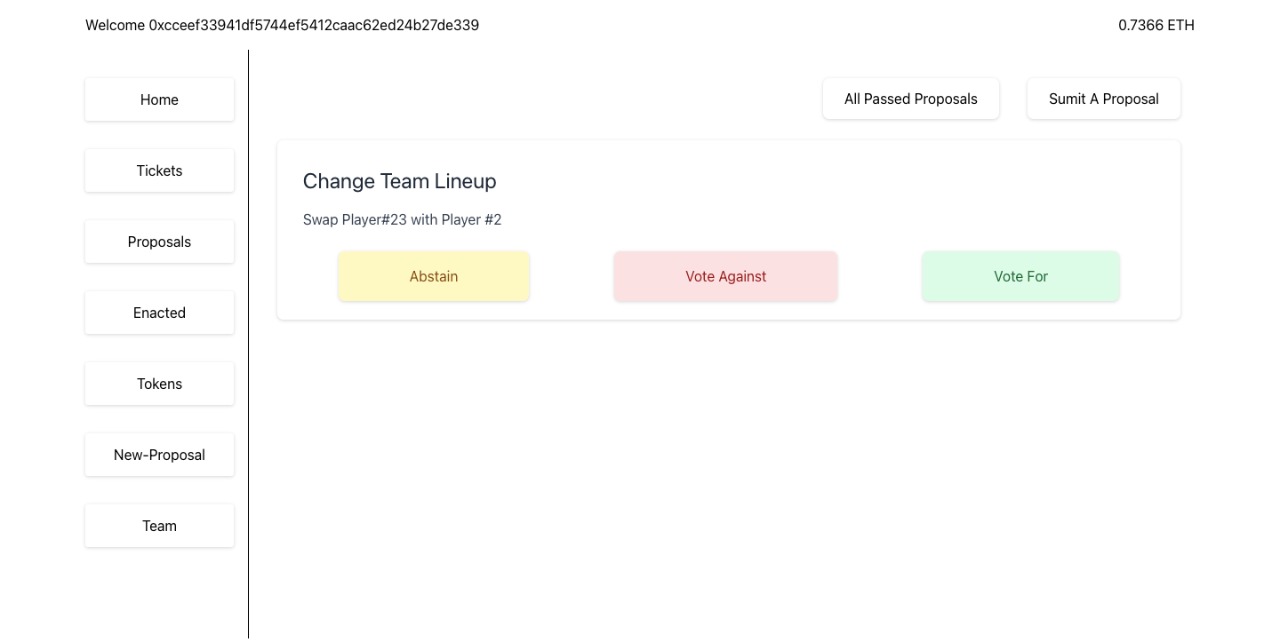 Welcome 0xcceef33941df5744ef5412caac62ed24b27de339
0.7366 ETH
Home
Tickets
Proposals
Enacted
Tokens
New-Proposal
Team
All Passed Proposals
Sumit A Proposal
Change Team Lineup
Swap Player#23 with Player #2
Abstain
Vote Against
Vote For